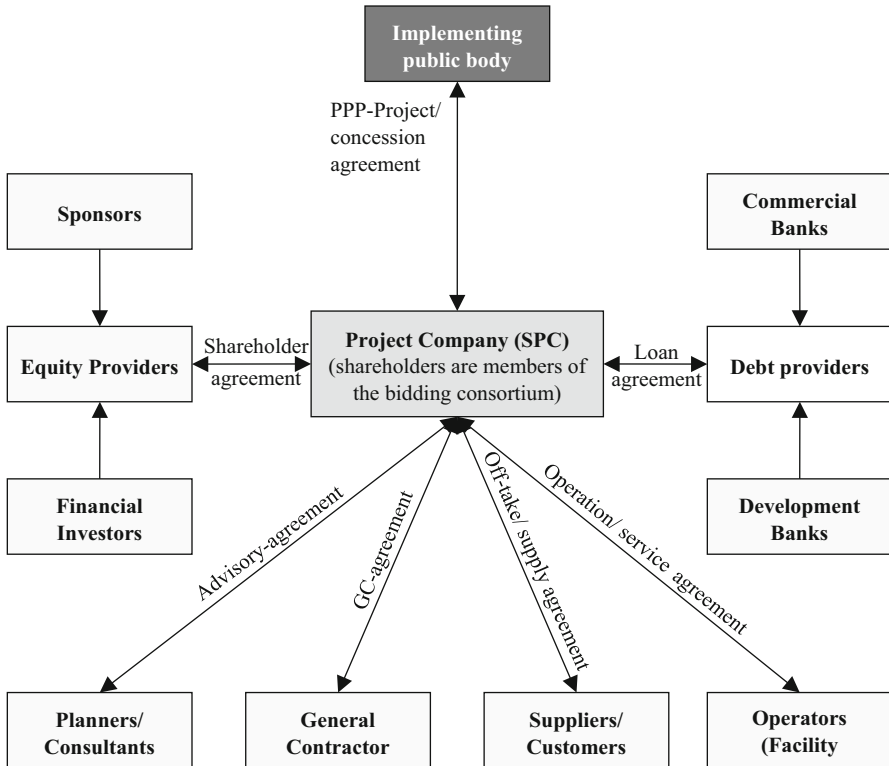 Implementing
public body
PPP-Project/
concession
agreement
Sponsors
Commercial
Banks
Equity Providers
Shareholder
agreement
Project Company (SPC)
(shareholders are members of
the bidding consortium)
Loan
agreement
Debt providers
Financial
Investors
Development
Banks
Advisory-agreement
GC-agreement
Off-take/ supply agreement
Operation/ service agreement
Planners/
Consultants
General
Contractor
Suppliers/
Customers
Operators
(Facility